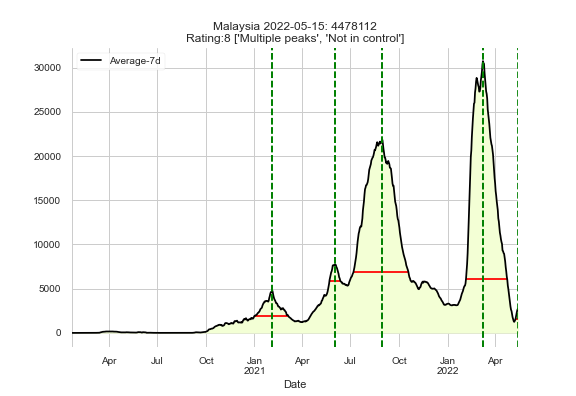 Malaysia 2022-05-15: 4478112
Rating:8 ['Multiple peaks', 'Not in control']
Average-7d
30000
25000
20000
15000
10000
5000
0
Apr Jul Oct Jan Apr Jul Oct Jan Apr
2021 2022
Date